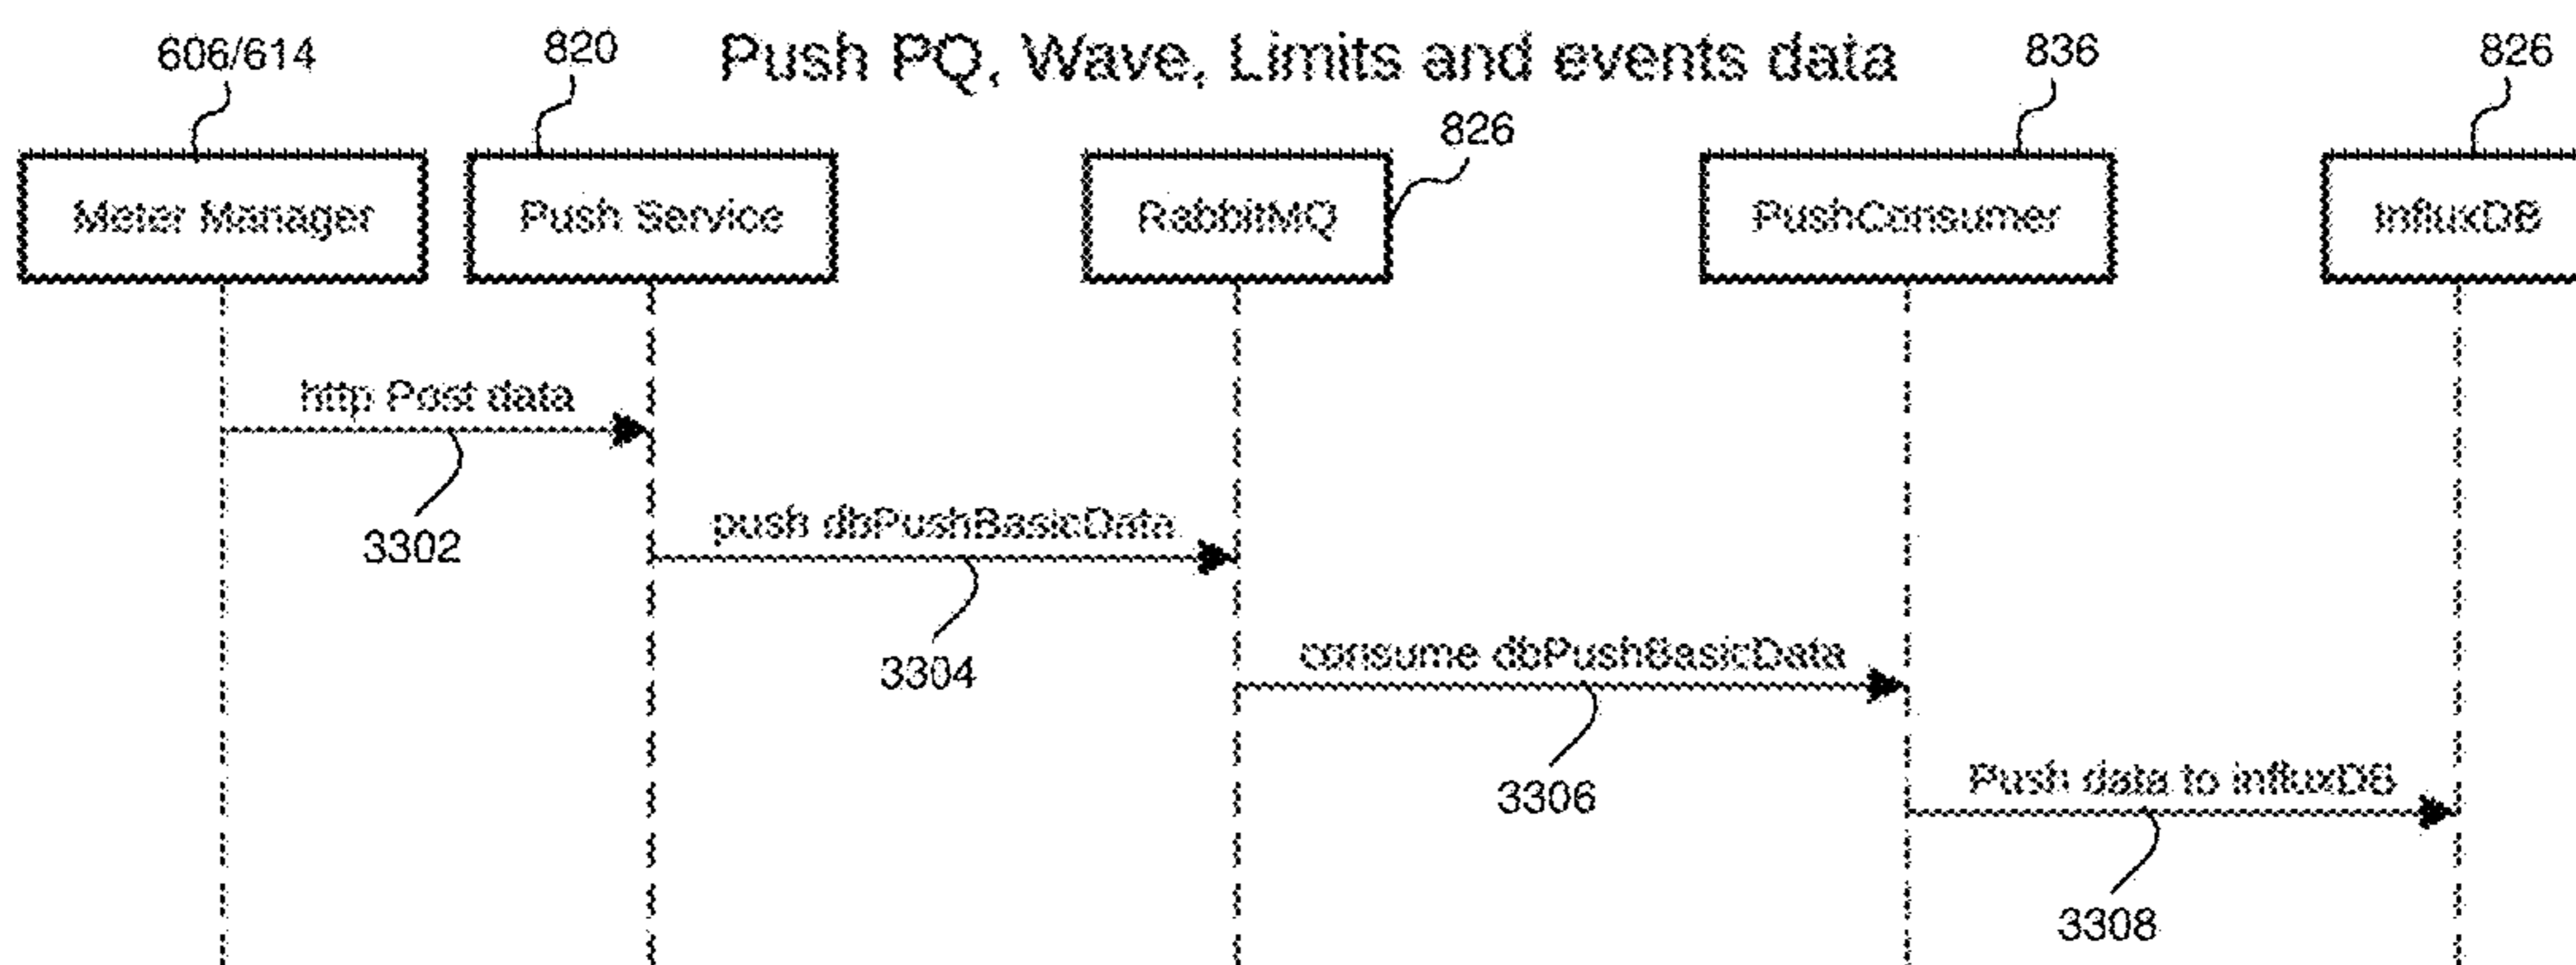 606/614
820
Push PQ, Wave, Limits and events data
836
826
826
Meter Manager
Push Service
RabbitMQ
PushConsumer
InfluxDB
http Post data
3302
push dbPushBasicData
3304
consume dbPushBasicData
3306
Push data to influxDB
3308